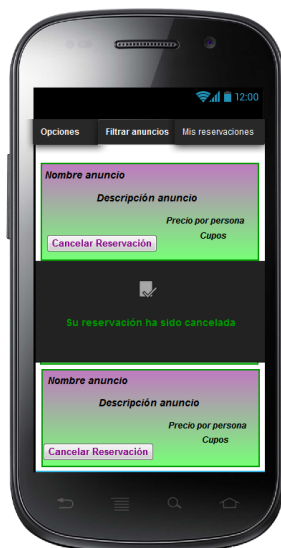 12:00
Opciones Filtrar anuncios Mis reservaciones
Nombre anuncio
Descripción anuncio
Precio por persona
Cupos
Cancelar Reservación
Su reservación ha sido cancelada
Nombre anuncio
Descripción anuncio
Precio por persona
Cupos
Cancelar Reservación